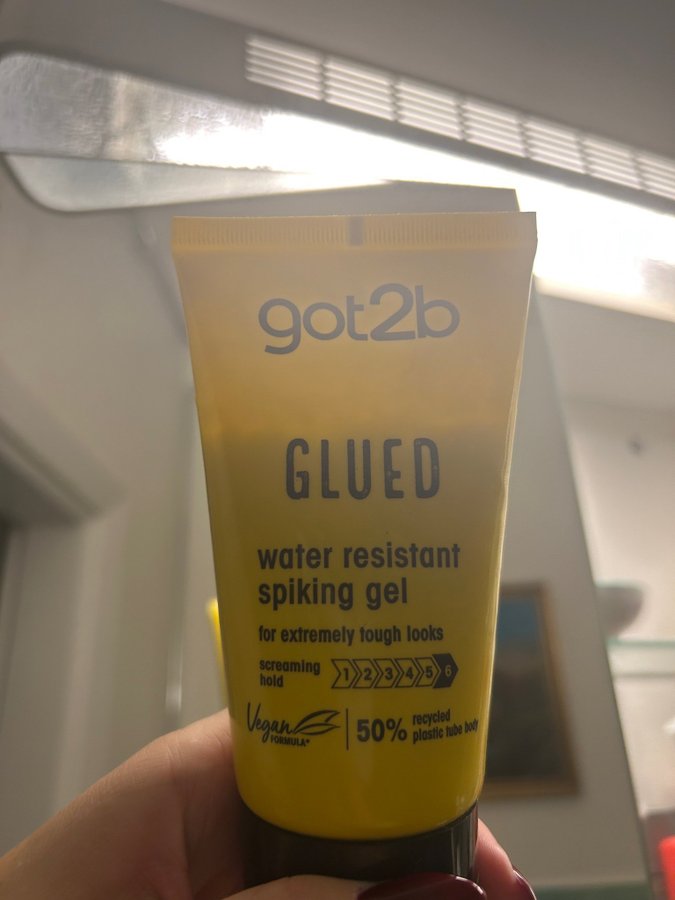 got2b
GLUED
water resistant
spiking gel
for extremely tough looks
screaming
hold
1 2 3 4 5 6
Vegan
FORMULA*
50%
recycled
plastic tube body